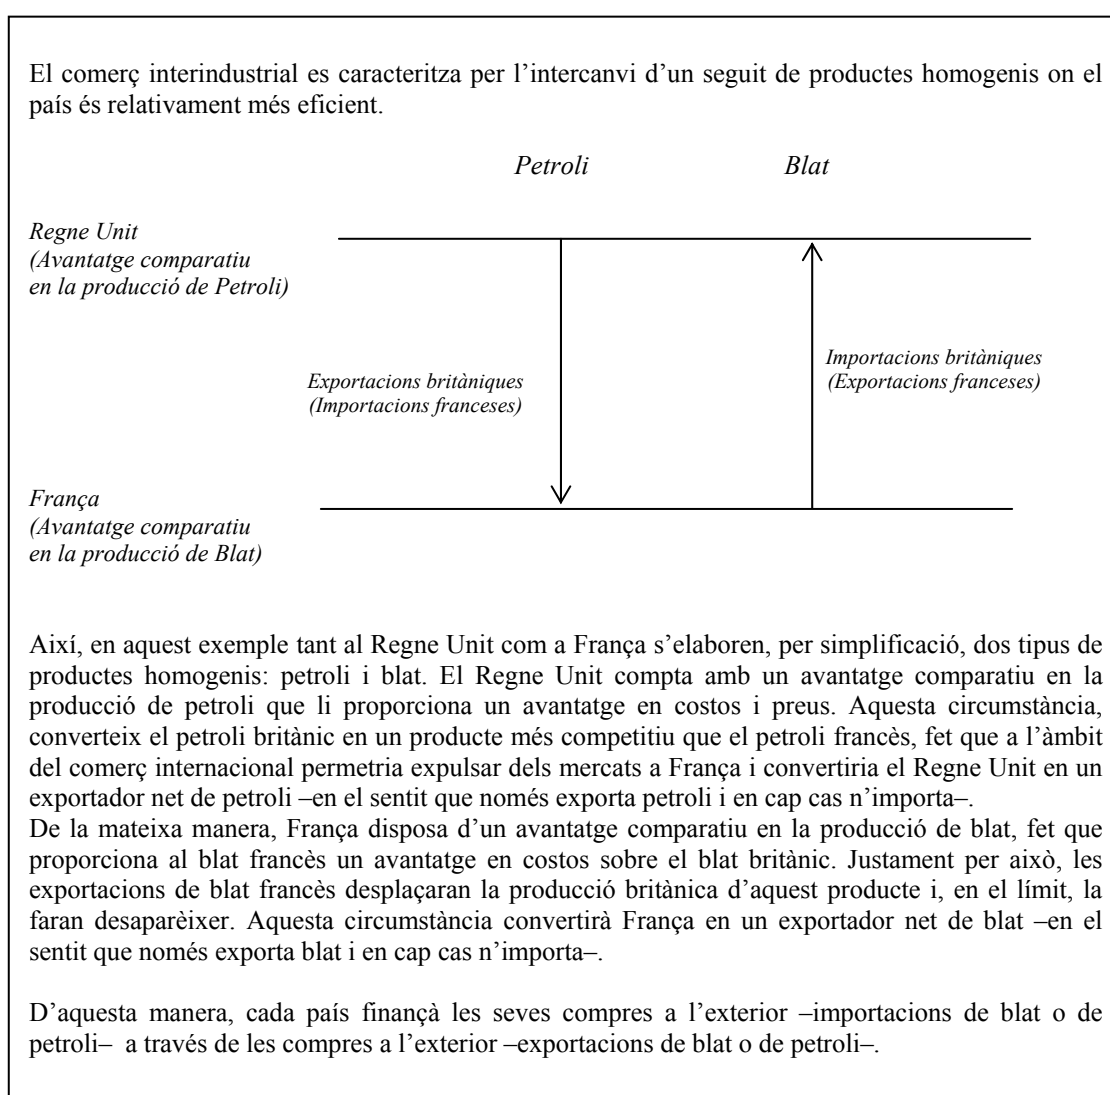 El comerç interindustrial es caracteritza per l’intercanvi d’un seguit de productes homogenis on el
país és relativament més eficient.
Petroli
Blat
Regne Unit
(Avantatge comparatiu
en la producció de Petroli)
Exportacions britàniques
(Importacions franceses)
Importacions britàniques
(Exportacions franceses)
França
(Avantatge comparatiu
en la producció de Blat)
Així, en aquest exemple tant al Regne Unit com a França s’elaboren, per simplificació, dos tipus de
productes homogenis: petroli i blat. El Regne Unit compta amb un avantatge comparatiu en la
producció de petroli que li proporciona un avantatge en costos i preus. Aquesta circumstància,
converteix el petroli britànic en un producte més competitiu que el petroli francès, fet que a l’àmbit
del comerç internacional permetria expulsar dels mercats a França i convertiria el Regne Unit en un
exportador net de petroli –en el sentit que només exporta petroli i en cap cas n’importa–.
De la mateixa manera, França disposa d’un avantatge comparatiu en la producció de blat, fet que
proporciona al blat francès un avantatge en costos sobre el blat britànic. Justament per això, les
exportacions de blat francès desplaçaran la producció britànica d’aquest producte i, en el límit, la
faran desaparèixer. Aquesta circumstància convertirà França en un exportador net de blat –en el
sentit que només exporta blat i en cap cas n’importa–.
D’aquesta manera, cada país finançà les seves compres a l’exterior –importacions de blat o de
petroli– a través de les compres a l’exterior –exportacions de blat o de petroli–.